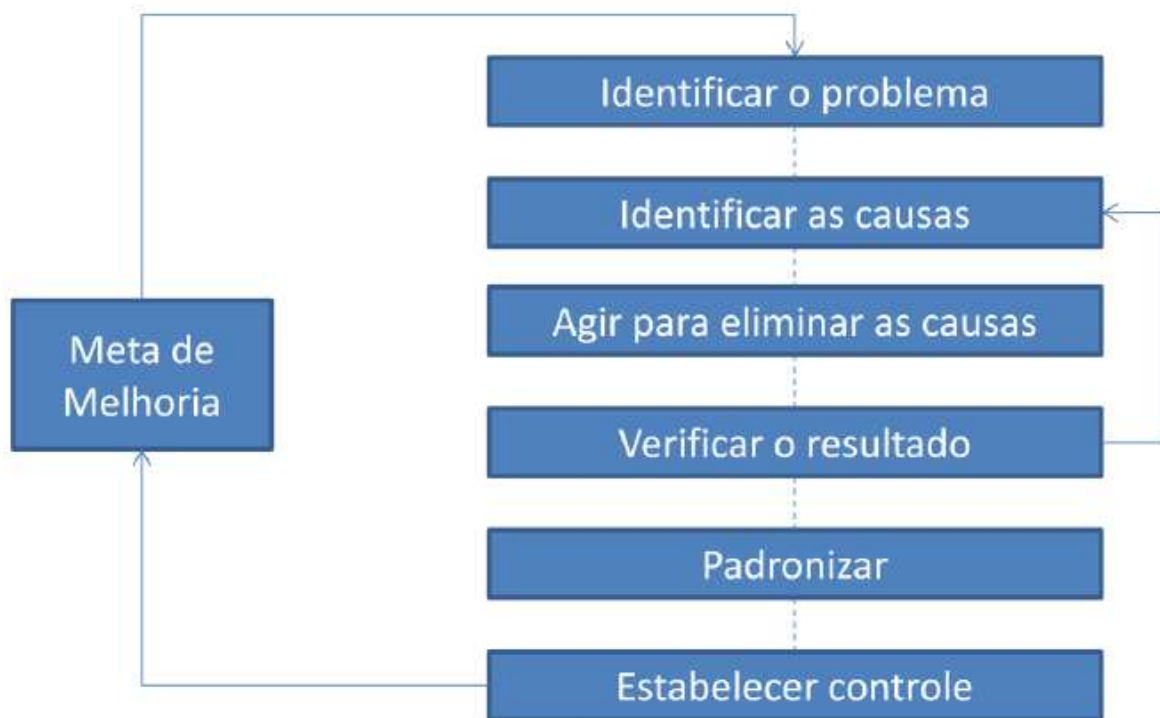 Identificar o problema
Identificar as causas
Agir para eliminar as causas
Meta de
Melhoria
Verificar o resultado
Padronizar
Estabelecer controle